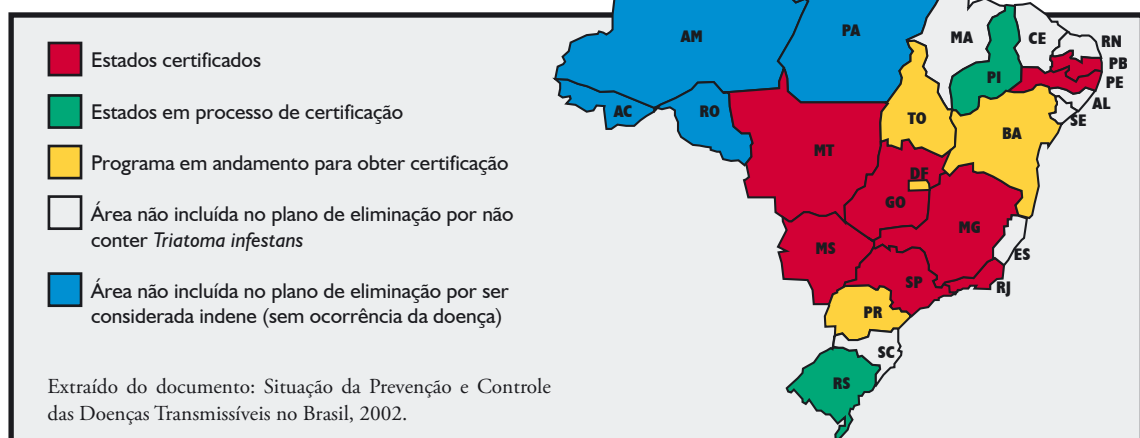 Estados certificados
Estados em processo de certificação
Programa em andamento para obter certificação
Área não incluída no plano de eliminação por não
conter Triatoma infestans
Área não incluída no plano de eliminação por ser
considerada indene (sem ocorrência da doença)
Extraído do documento: Situação da Prevenção e Controle
das Doenças Transmissíveis no Brasil, 2002.
AM
PA
MA
CE
RN
PB
PE
PI
AL
SE
AC
RO
TO
BA
MT
DF
GO
MG
ES
MS
SP
RJ
PR
SC
RS